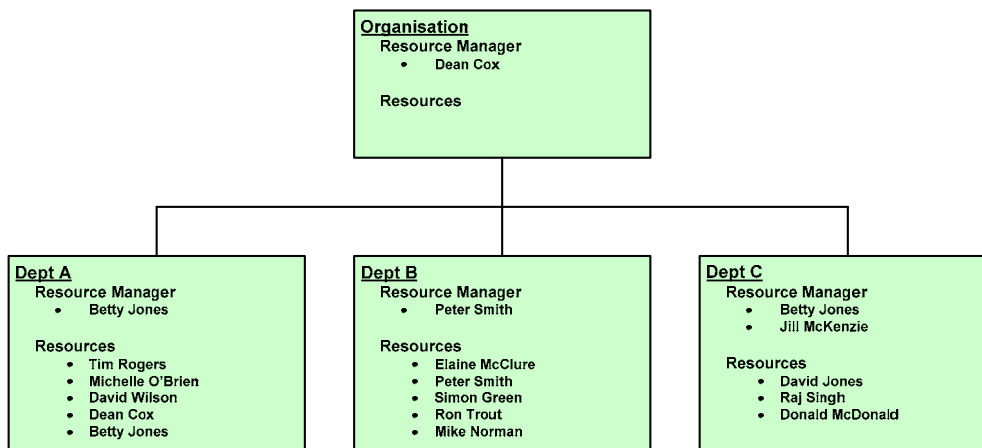 Organisation
Resource Manager
• Dean Cox
Resources
Dept A
Resource Manager
• Betty Jones
Resources
• Tim Rogers
• Michelle O'Brien
• David Wilson
• Dean Cox
• Betty Jones
Dept B
Resource Manager
• Peter Smith
Resources
• Elaine McClure
• Peter Smith
• Simon Green
• Ron Trout
• Mike Norman
Dept C
Resource Manager
• Betty Jones
• Jill McKenzie
Resources
• David Jones
• Raj Singh
• Donald McDonald